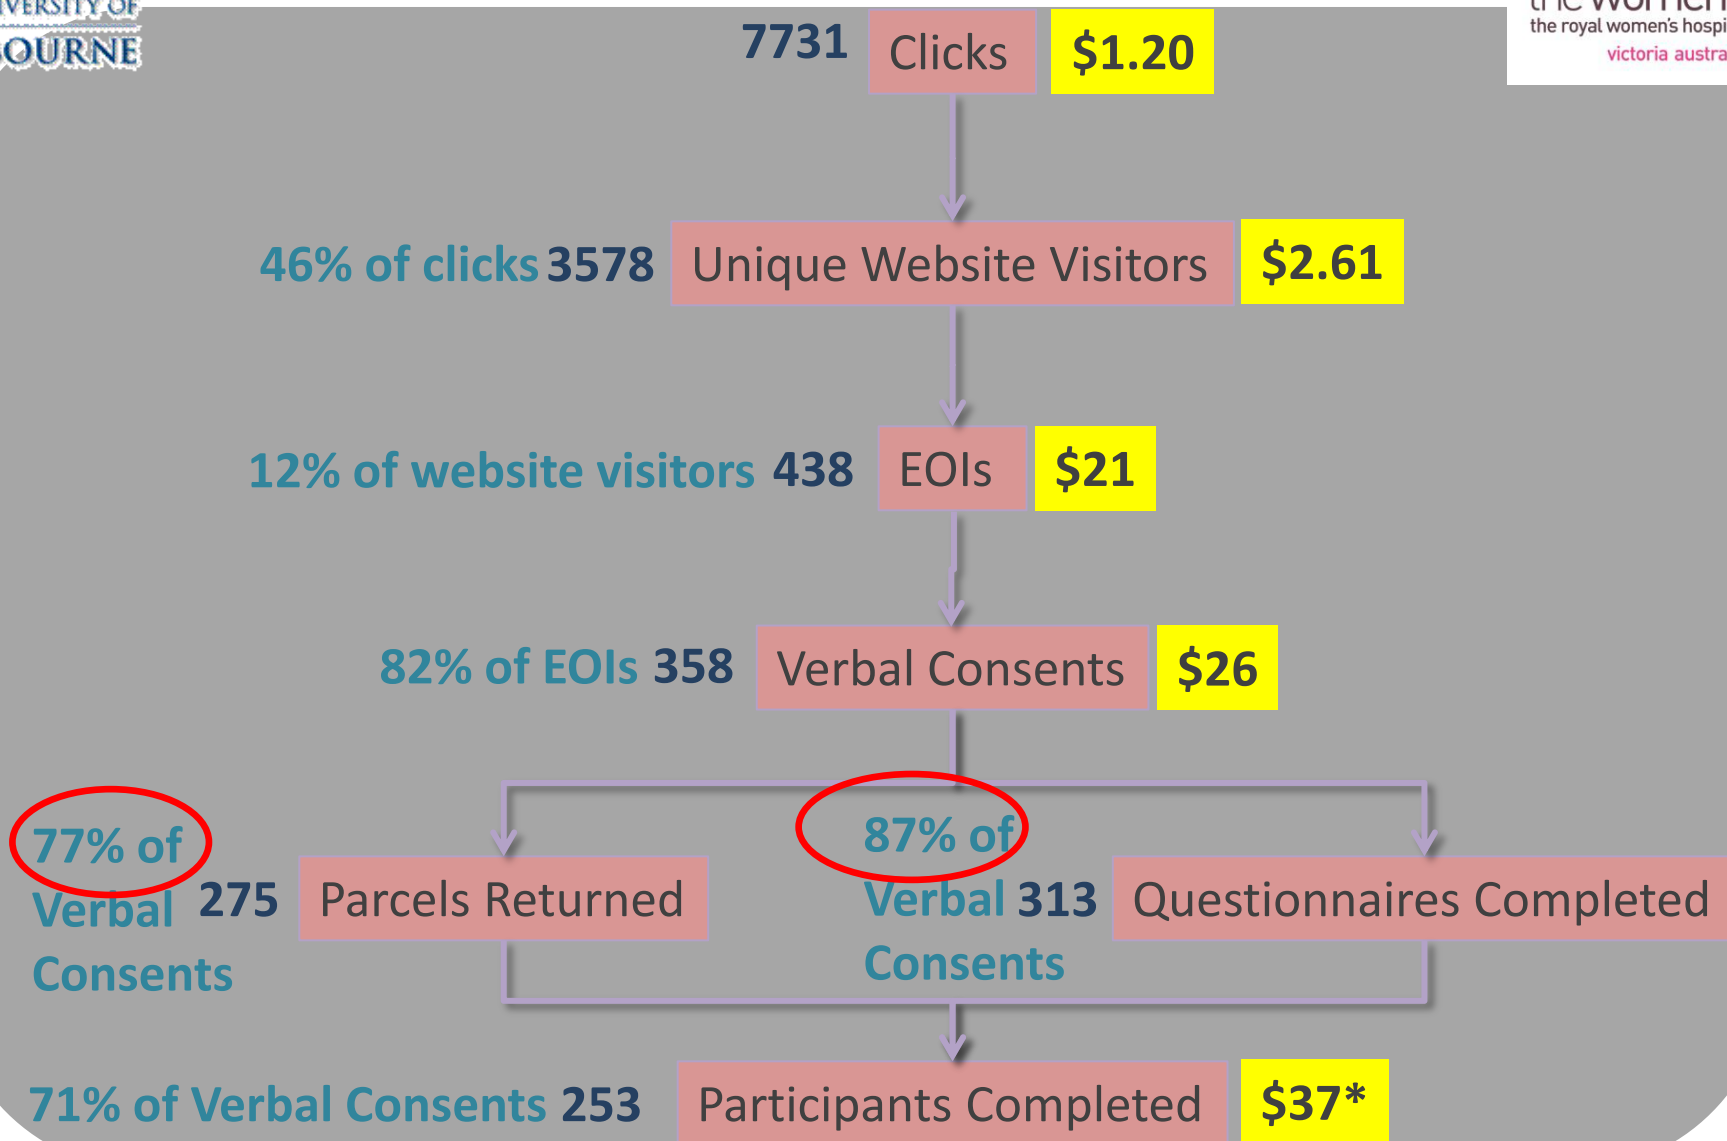 OURNE
the royal women's hospi
victoria austra
7731 Clicks $1.20
46% of clicks 3578 Unique Website Visitors $2.61
12% of website visitors 438 EOIs $21
82% of EOIs 358 Verbal Consents $26
77% of
Verbal
Consents
275 Parcels Returned
87% of
Verbal
Consents
313 Questionnaires Completed
71% of Verbal Consents 253 Participants Completed $37*